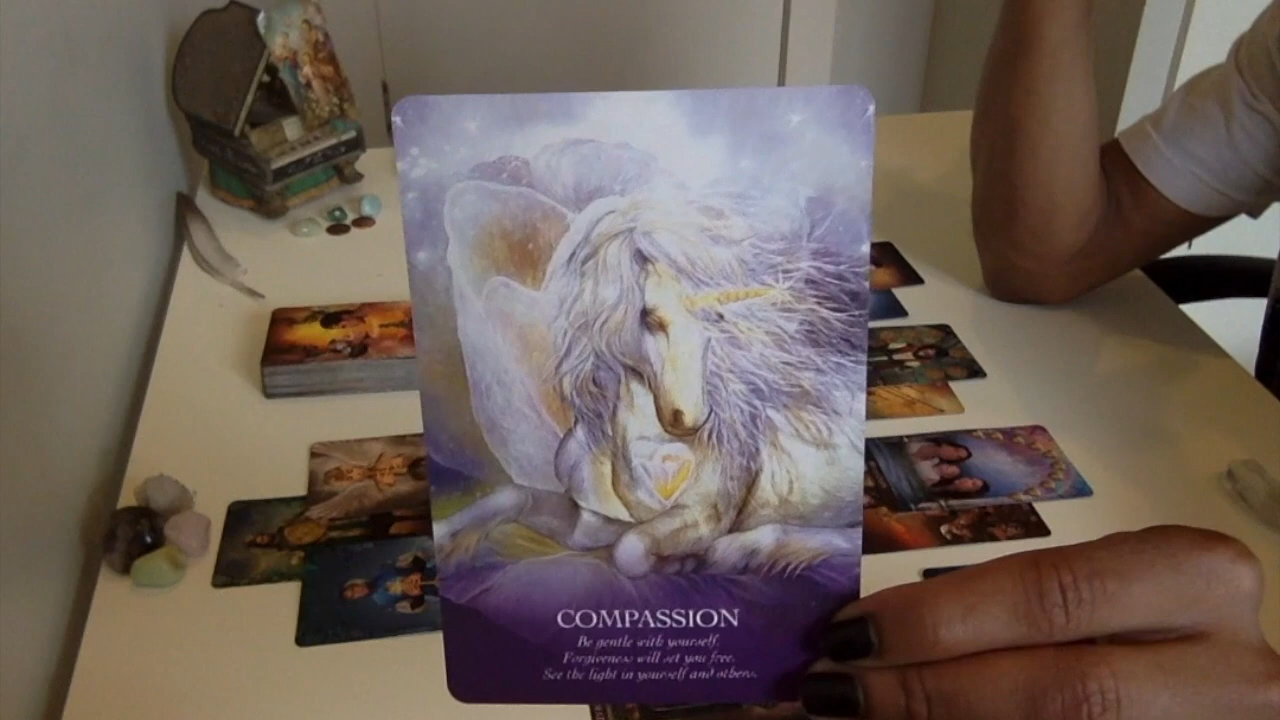 COMPASSION
Be gentle with yourself.
Forgiveness will set you free.
See the light in yourself and others.